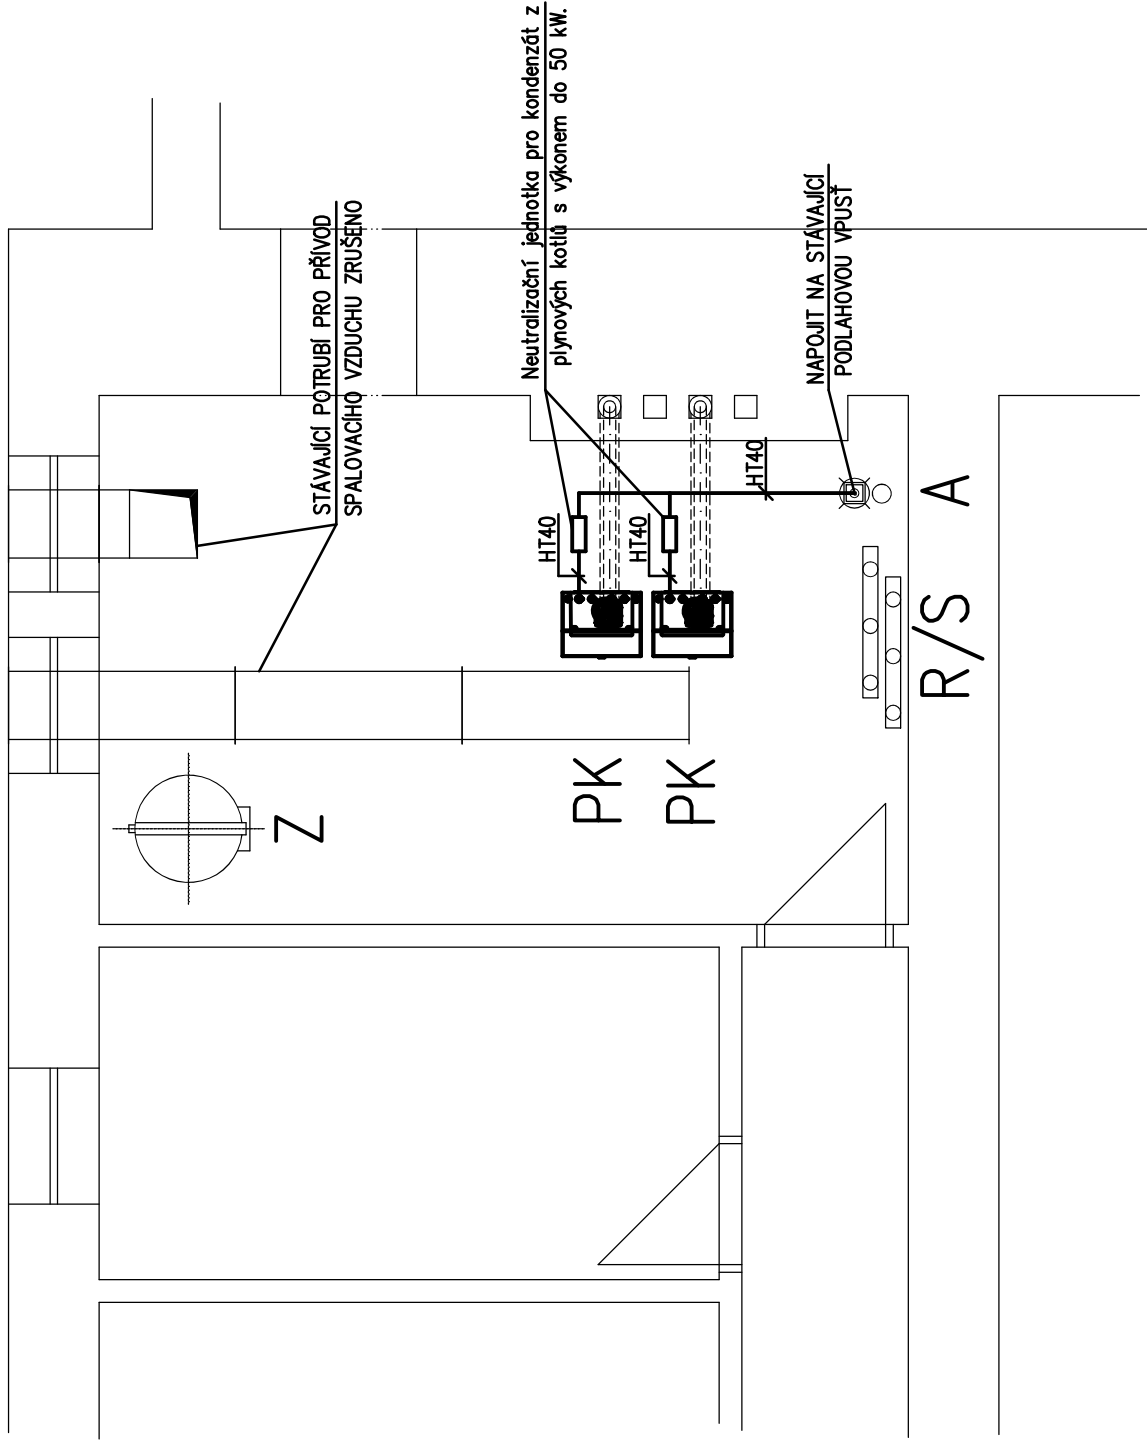 STÁVAJÍCÍ POTRUBÍ PRO PŘÍVOD
SPALOVACÍHO VZDUCHU ZRUŠENO
Neutralizační jednotka pro kondenzát z
plynových kotlů s výkonem do 50 kW.
NAPOJIT NA STÁVAJÍCÍ
PODLAHOVOU VPUSŤ
HT40
HT40
HT40
A
R/S
PK
PK
Z